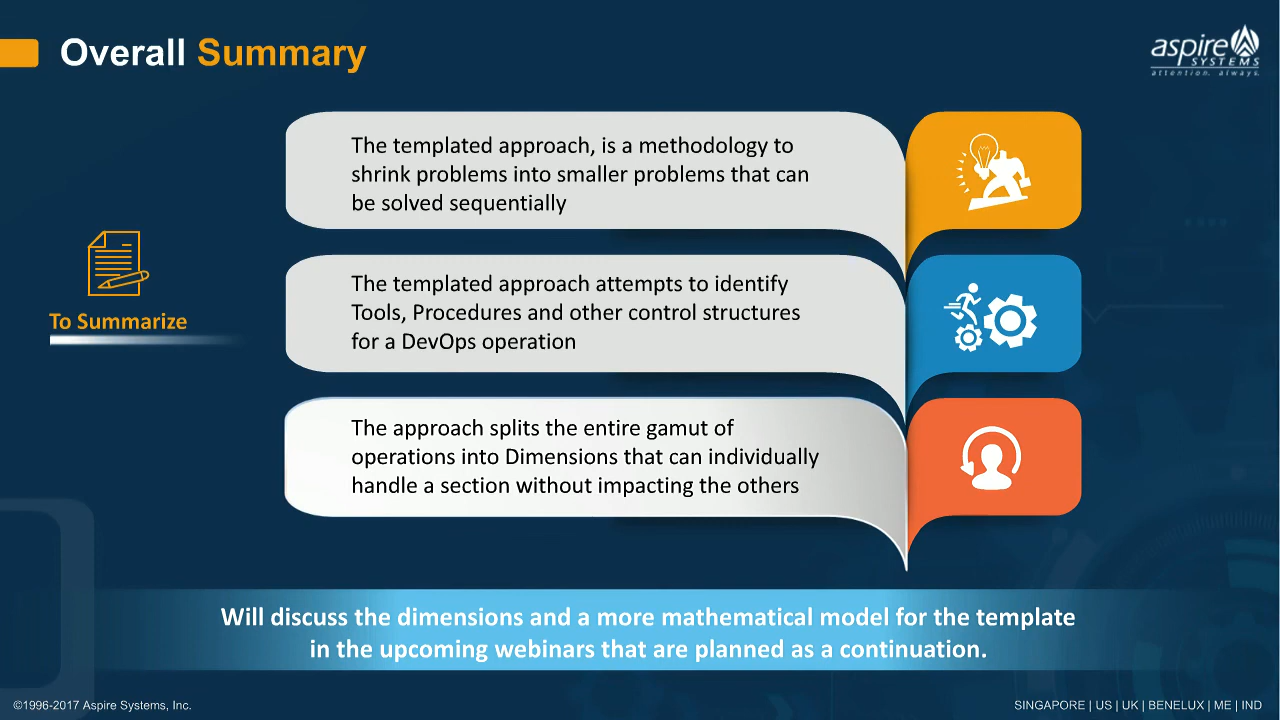 Overall Summary
aspire
SYSTEMS
attention. always.
The templated approach, is a methodology to
shrink problems into smaller problems that can
be solved sequentially
The templated approach attempts to identify
Tools, Procedures and other control structures
for a DevOps operation
To Summarize
The approach splits the entire gamut of
operations into Dimensions that can individually
handle a section without impacting the others
Will discuss the dimensions and a more mathematical model for the template
in the upcoming webinars that are planned as a continuation.
©1996-2017 Aspire Systems, Inc.
SINGAPORE | US | UK | BENELUX | ME | IND